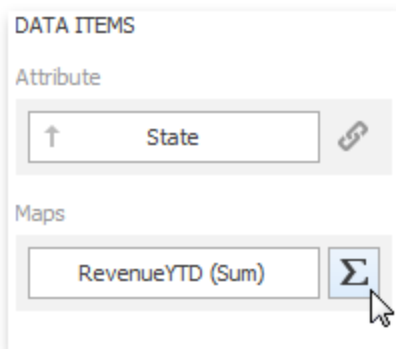 DATA ITEMS
Attribute
↑ State
Maps
RevenueYTD (Sum) Σ